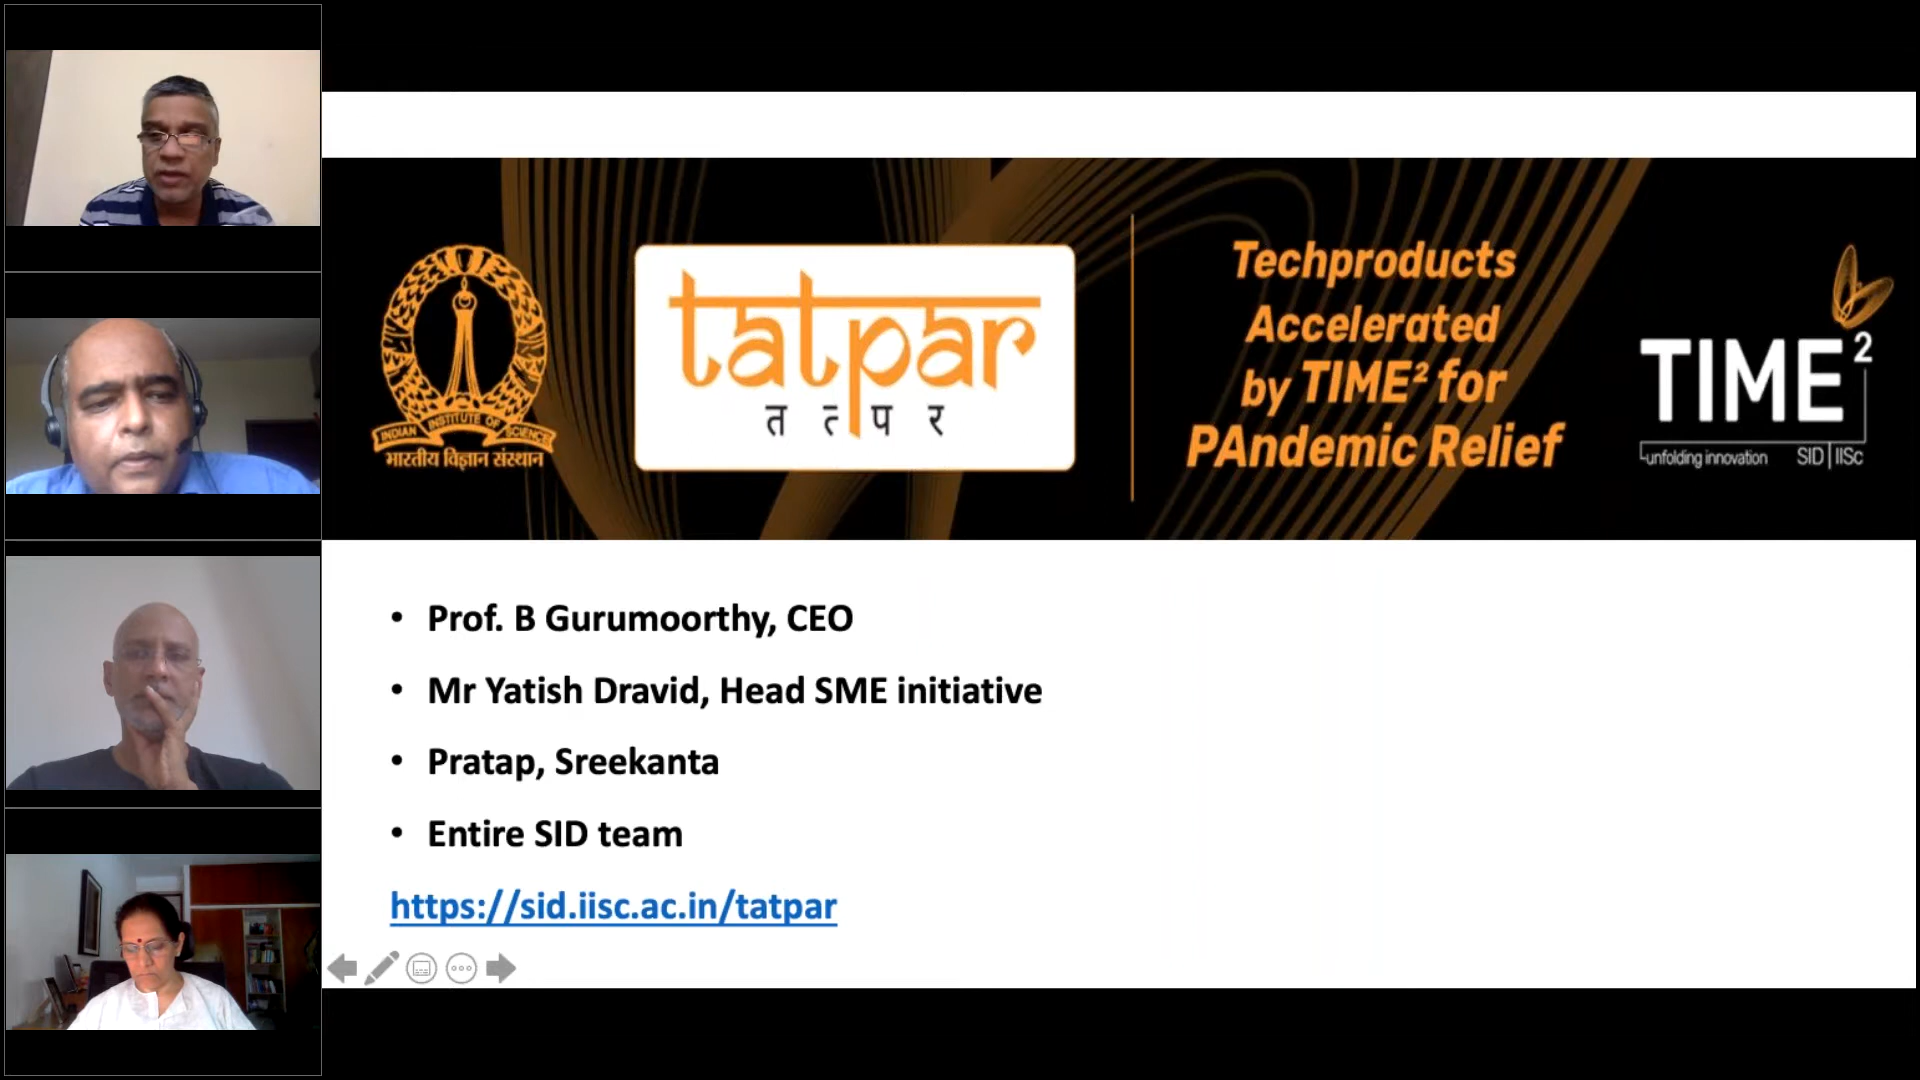 INDIAN INSTITUTE OF SCIENCE
भारतीय विज्ञान संस्थान
tatpar
त त् प र
Techproducts
Accelerated
by TIME² for
PAndemic Relief
TIME²
unfolding innovation SID | IISc
• Prof. B Gurumoorthy, CEO
• Mr Yatish Dravid, Head SME initiative
• Pratap, Sreekanta
• Entire SID team
https://sid.iisc.ac.in/tatpar